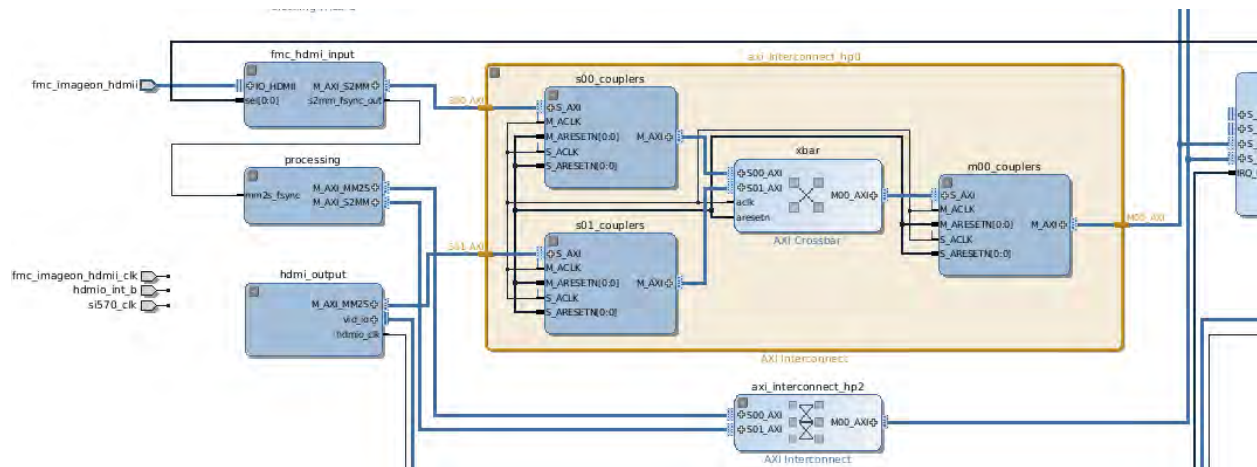 fmc_imageon_hdmii
fmc_hdmi_input
IO_HDMII
sel[0:0]
M_AXI_S2MM
s2mm_fsync_out
processing
mm2s_fsync
M_AXI_MM2S
M_AXI_S2MM
fmc_imageon_hdmii_clk
hdmio_int_b
si570_clk
hdmi_output
M_AXI_MM2S
vid_io
hdmio_clk
axi_interconnect_hp0
S00_AXI
S01_AXI
s00_couplers
S_AXI
M_ACLK
M_ARESETN[0:0]
S_ACLK
S_ARESETN[0:0]
M_AXI
s01_couplers
S_AXI
M_ACLK
M_ARESETN[0:0]
S_ACLK
S_ARESETN[0:0]
M_AXI
xbar
S00_AXI
S01_AXI
aclk
aresetn
M00_AXI
AXI Crossbar
m00_couplers
S_AXI
M_ACLK
M_ARESETN[0:0]
S_ACLK
S_ARESETN[0:0]
M_AXI
M00_AXI
AXI Interconnect
axi_interconnect_hp2
S00_AXI
S01_AXI
M00_AXI
AXI Interconnect